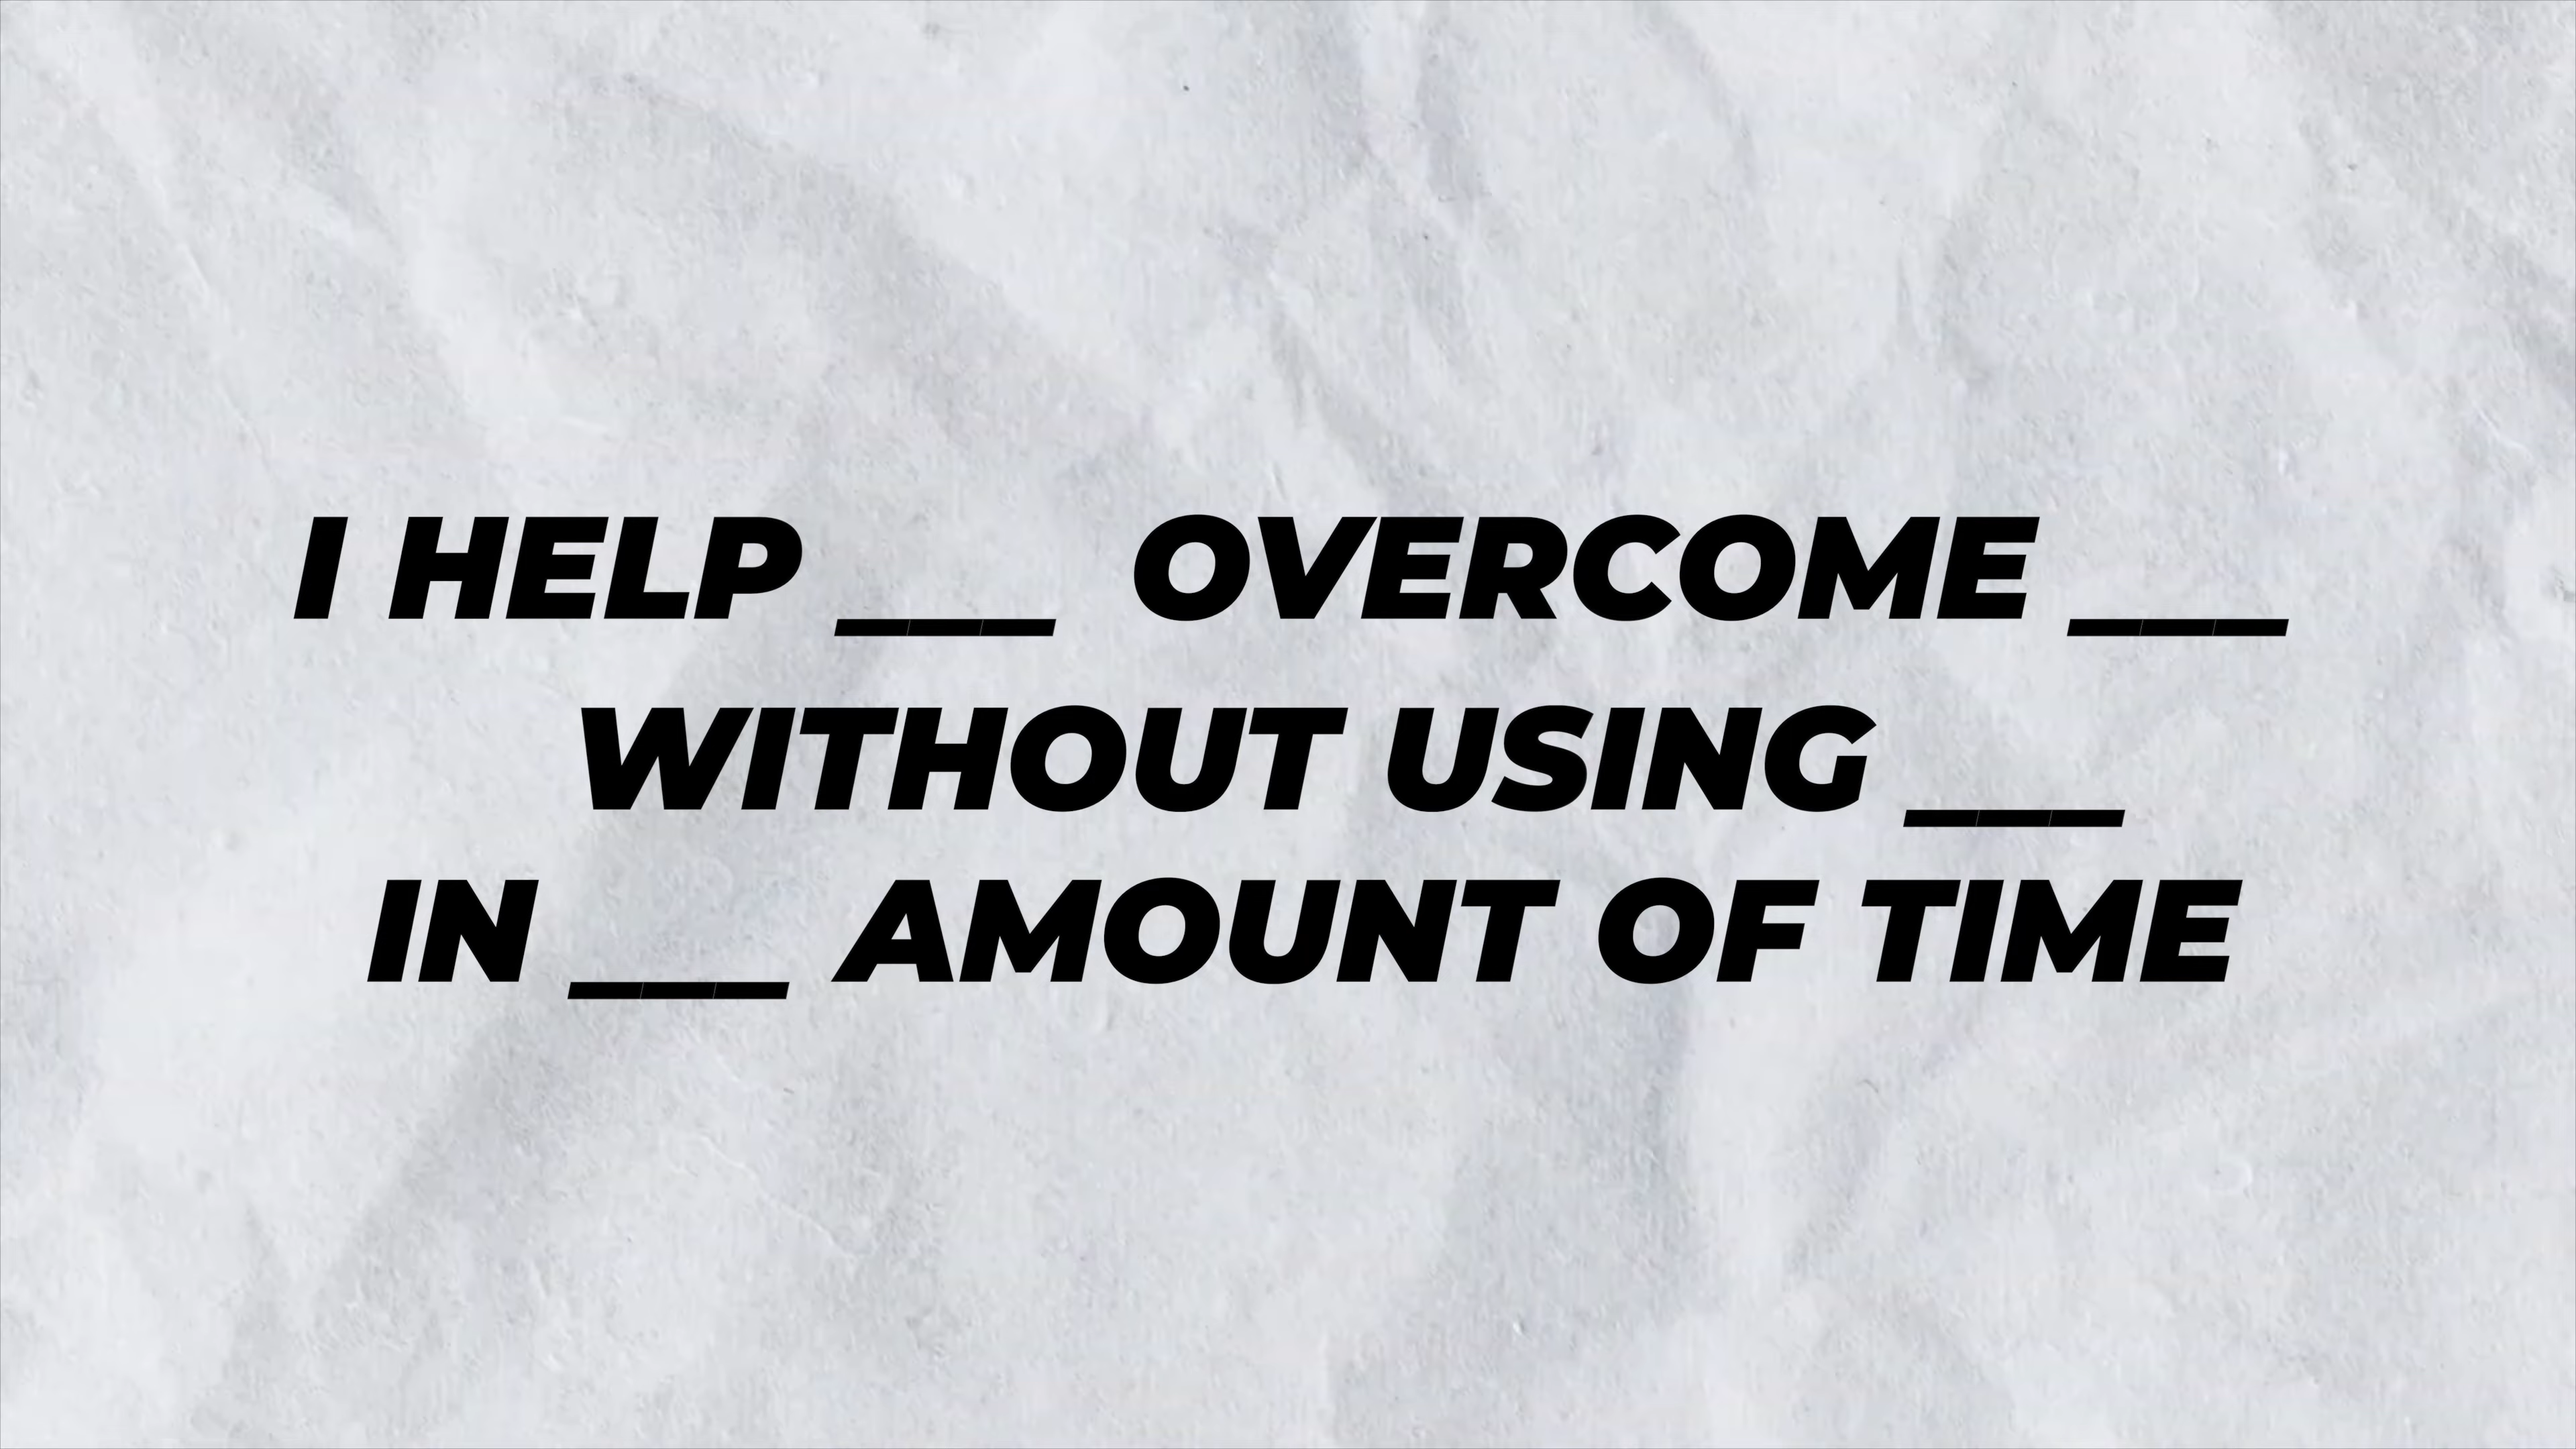 I HELP ___ OVERCOME ___
WITHOUT USING ___
IN ___ AMOUNT OF TIME